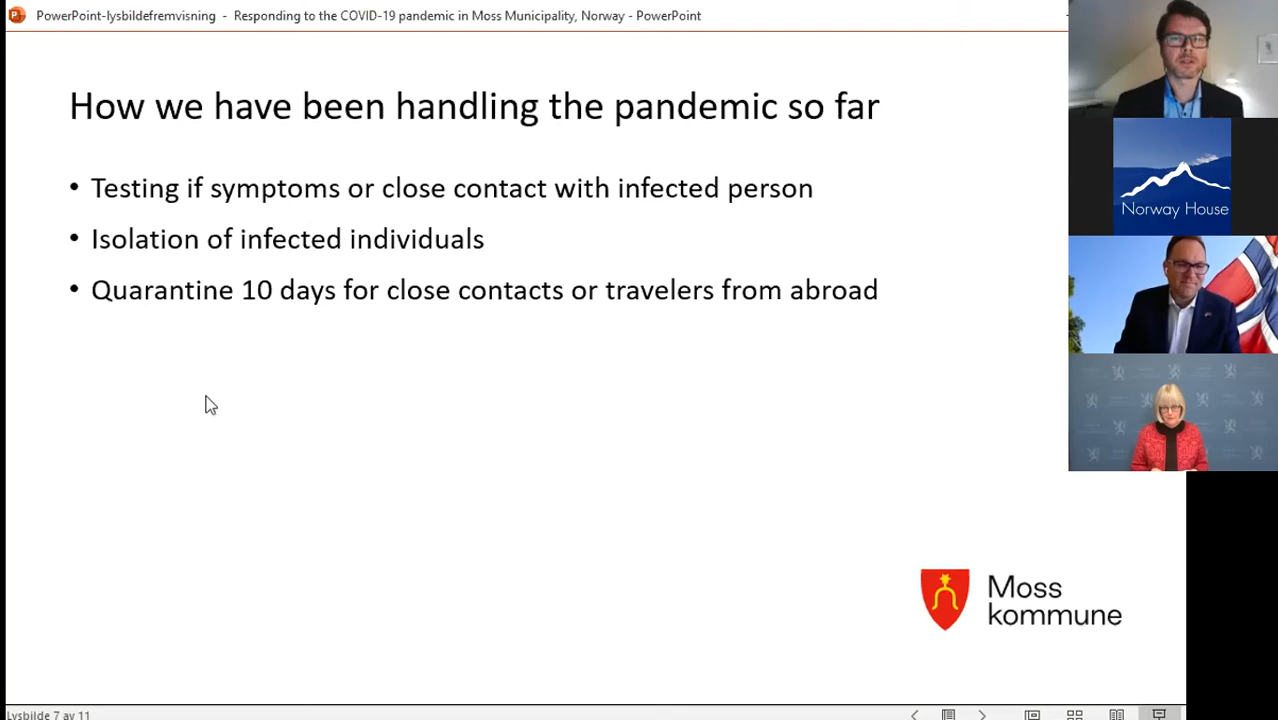 PowerPoint-lysbildefremvisning - Responding to the COVID-19 pandemic in Moss Municipality, Norway - PowerPoint
How we have been handling the pandemic so far
• Testing if symptoms or close contact with infected person
• Isolation of infected individuals
• Quarantine 10 days for close contacts or travelers from abroad
Norway House
Moss
kommune
Lysbilde 7 av 11